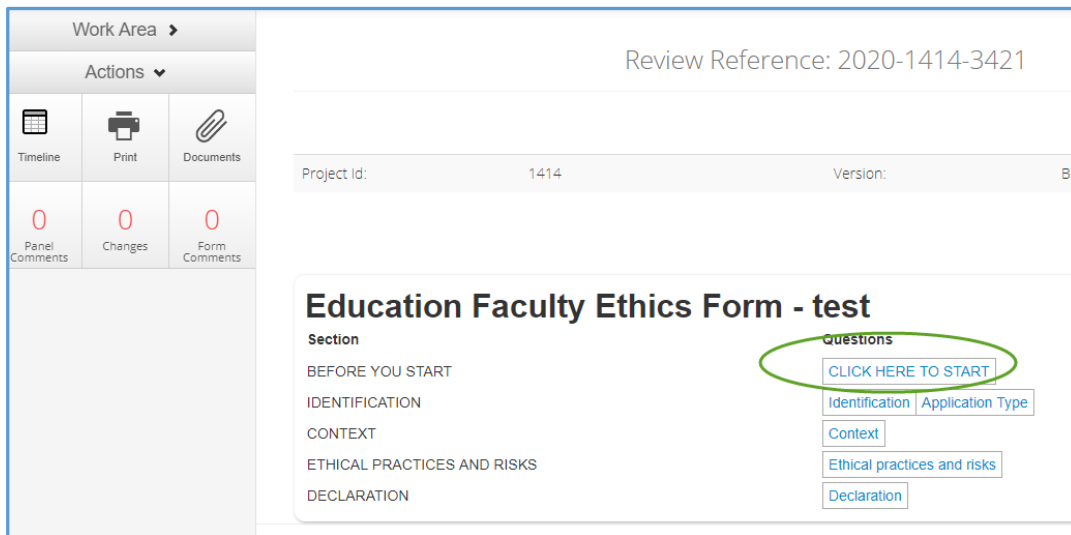 Work Area
Actions
Timeline
Print
Documents
0
Panel
Comments
0
Changes
0
Form
Comments
Review Reference: 2020-1414-3421
Project Id: 1414 Version:
Education Faculty Ethics Form - test
Section Questions
BEFORE YOU START CLICK HERE TO START
IDENTIFICATION Identification Application Type
CONTEXT Context
ETHICAL PRACTICES AND RISKS Ethical practices and risks
DECLARATION Declaration